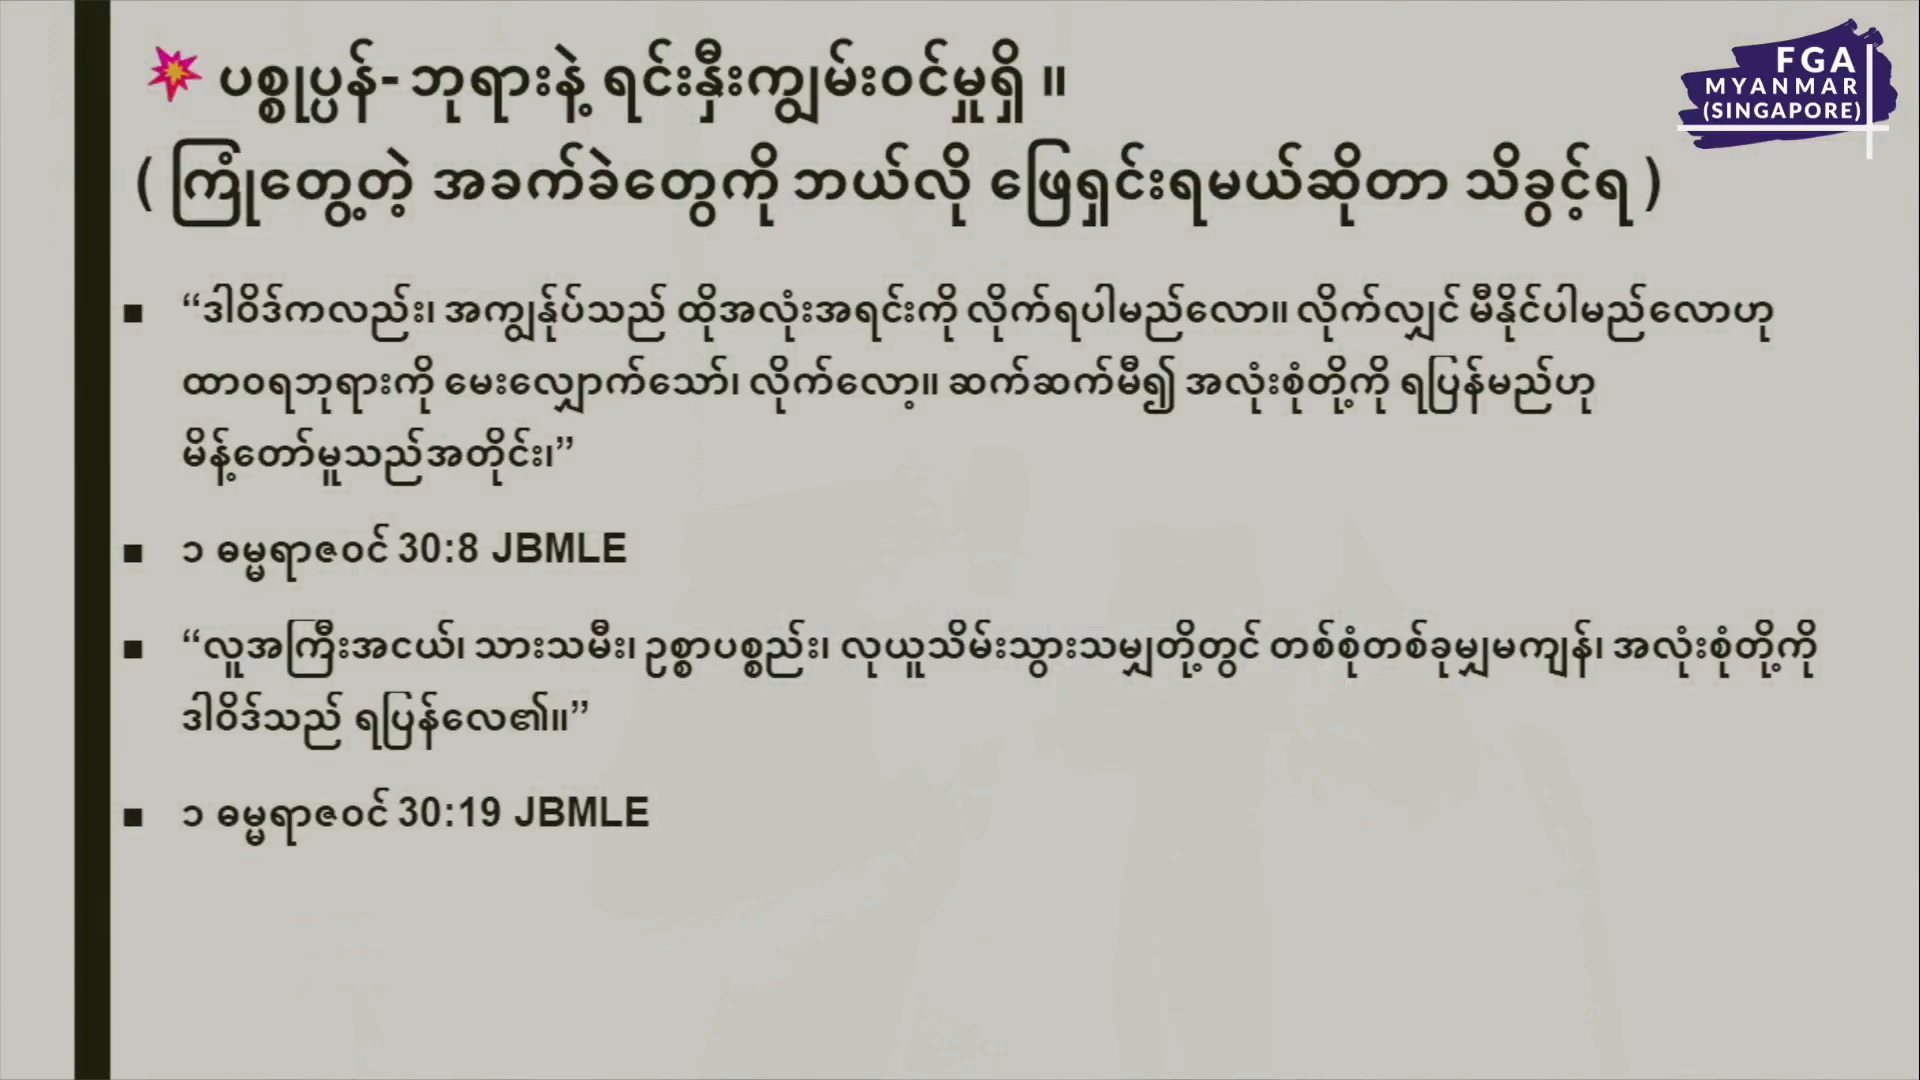 ပစ္စုပ္ပန်- ဘုရားနဲ့ ရင်းနှီးကျွမ်းဝင်မှုရှိ ။
( ကြုံတွေ့တဲ့ အခက်ခဲတွေကို ဘယ်လို ဖြေရှင်းရမယ်ဆိုတာ သိခွင့်ရ )
FGA
MYANMAR
(SINGAPORE)
“ဒါဝိဒ်ကလည်း၊ အကျွန်ုပ်သည် ထိုအလုံးအရင်းကို လိုက်ရပါမည်လော။ လိုက်လျှင် မီနိုင်ပါမည်လောဟု
ထာဝရဘုရားကို မေးလျှောက်သော်၊ လိုက်လော့။ ဆက်ဆက်မီ၍ အလုံးစုံတို့ကို ရပြန်မည်ဟု
မိန့်တော်မူသည်အတိုင်း၊”
၁ ဓမ္မရာဇဝင် 30:8 JBMLE
“လူအကြီးအငယ်၊ သားသမီး၊ ဥစ္စာပစ္စည်း၊ လုယူသိမ်းသွားသမျှတို့တွင် တစ်စုံတစ်ခုမျှမကျန်၊ အလုံးစုံတို့ကို
ဒါဝိဒ်သည် ရပြန်လေ၏။”
၁ ဓမ္မရာဇဝင် 30:19 JBMLE